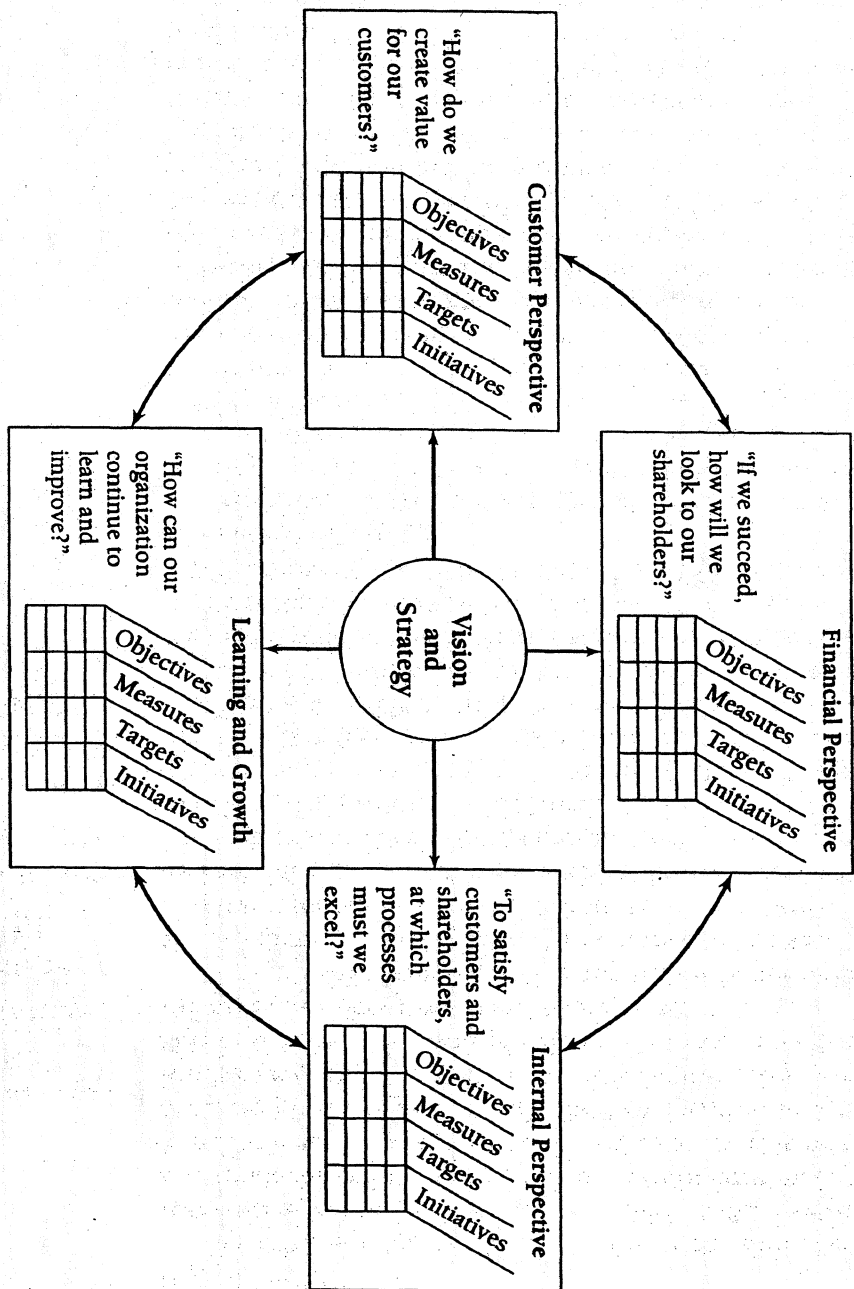 Financial Perspective
"If we succeed,
how will we
look to our
shareholders?"
Objectives
Measures
Targets
Initiatives
Customer Perspective
"How do we
create value
for our
customers?"
Objectives
Measures
Targets
Initiatives
Vision
and
Strategy
Internal Perspective
"To satisfy
customers and
shareholders,
at which
processes
must we
excel?"
Objectives
Measures
Targets
Initiatives
Learning and Growth
"How can our
organization
continue to
learn and
improve?"
Objectives
Measures
Targets
Initiatives